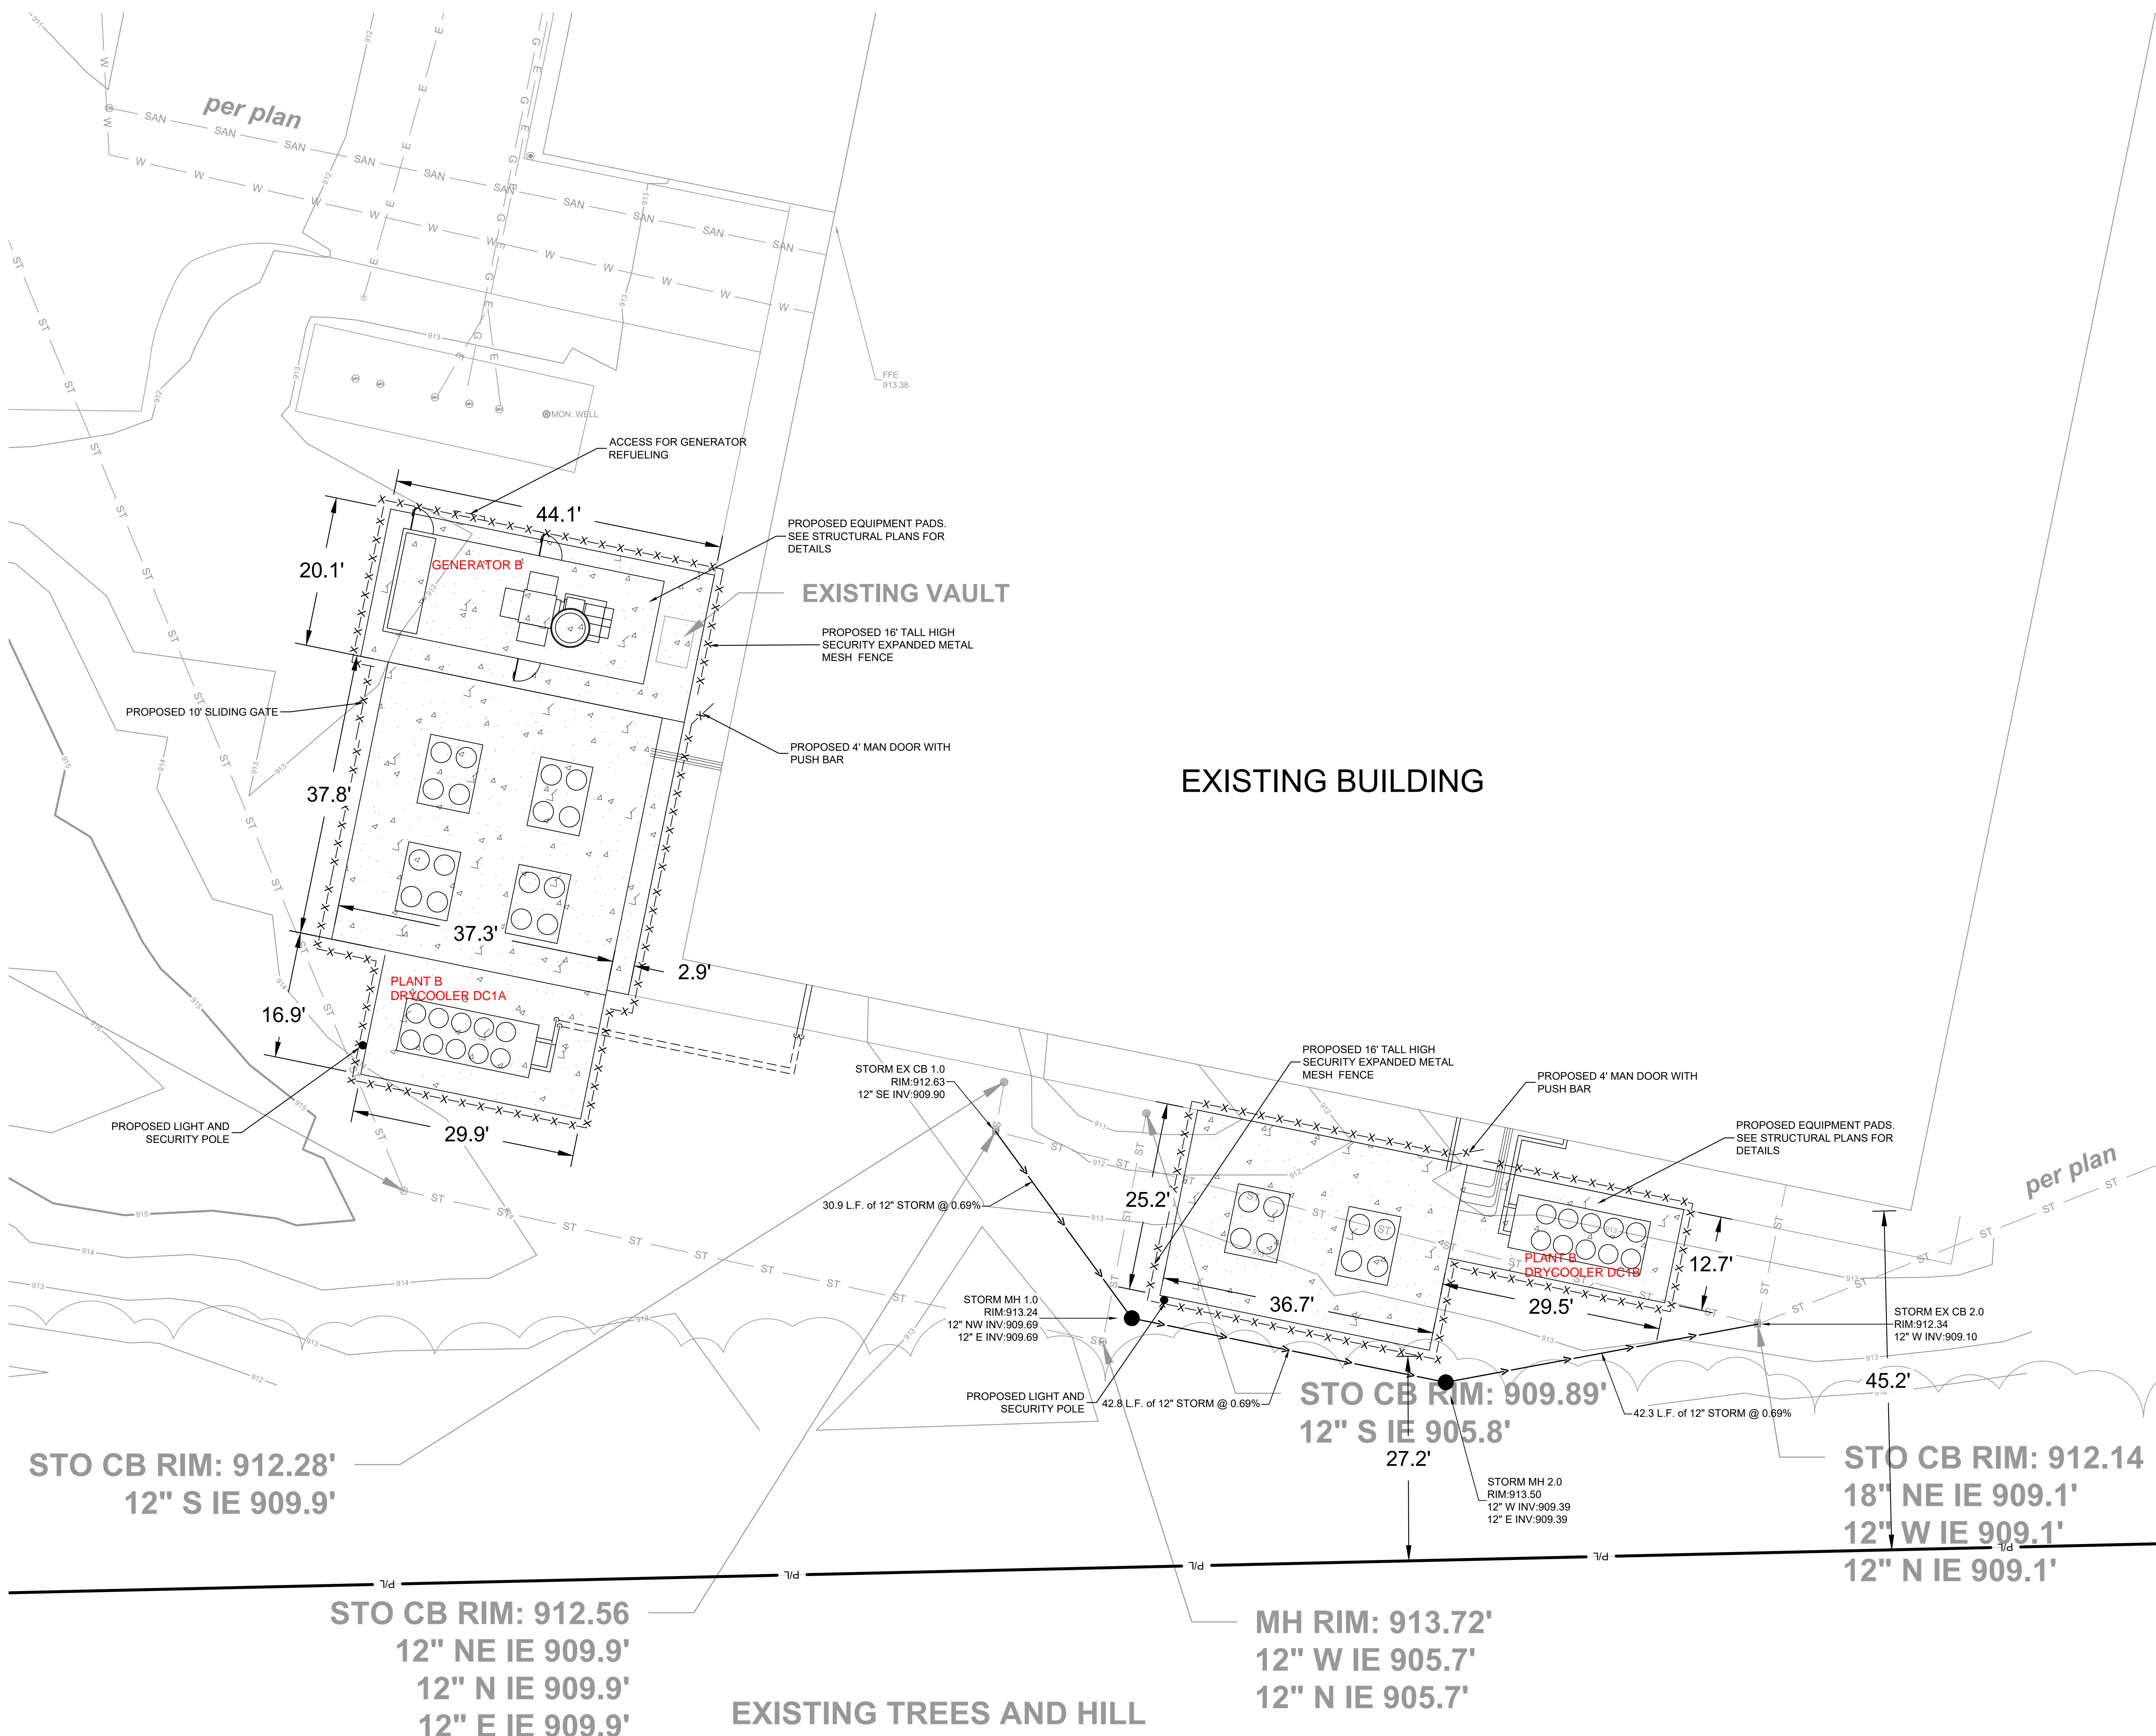 per plan
SAN SAN SAN SAN SAN SAN SAN SAN SAN SAN
W W W W W W W W W W W W
FFE
913.38
MON. WELL
ACCESS FOR GENERATOR
REFUELING
44.1'
20.1'
GENERATOR B
PROPOSED EQUIPMENT PADS.
SEE STRUCTURAL PLANS FOR
DETAILS
EXISTING VAULT
PROPOSED 16' TALL HIGH
SECURITY EXPANDED METAL
MESH FENCE
PROPOSED 10' SLIDING GATE
PROPOSED 4' MAN DOOR WITH
PUSH BAR
EXISTING BUILDING
37.8'
37.3'
2.9'
PLANT B
DRYCOOLER DC1A
16.9'
29.9'
PROPOSED LIGHT AND
SECURITY POLE
STORM EX CB 1.0
RIM:912.63
12" SE INV:909.90
PROPOSED 16' TALL HIGH
SECURITY EXPANDED METAL
MESH FENCE
PROPOSED 4' MAN DOOR WITH
PUSH BAR
PROPOSED EQUIPMENT PADS.
SEE STRUCTURAL PLANS FOR
DETAILS
per plan
30.9 L.F. of 12" STORM @ 0.69%
25.2'
PLANT B
DRYCOOLER DC1B
12.7'
36.7'
29.5'
STORM MH 1.0
RIM:913.24
12" NW INV:909.69
12" E INV:909.69
STORM EX CB 2.0
RIM:912.34
12" W INV:909.10
PROPOSED LIGHT AND
SECURITY POLE
42.8 L.F. of 12" STORM @ 0.69%
STO CB RIM: 909.89'
12" S IE 905.8'
42.3 L.F. of 12" STORM @ 0.69%
45.2'
27.2'
STO CB RIM: 912.28'
12" S IE 909.9'
STORM MH 2.0
RIM:913.50
12" W INV:909.39
12" E INV:909.39
STO CB RIM: 912.14
18" NE IE 909.1'
12" W IE 909.1'
12" N IE 909.1'
P/L P/L P/L P/L P/L
STO CB RIM: 912.56
12" NE IE 909.9'
12" N IE 909.9'
12" E IE 909.9'
MH RIM: 913.72'
12" W IE 905.7'
12" N IE 905.7'
EXISTING TREES AND HILL